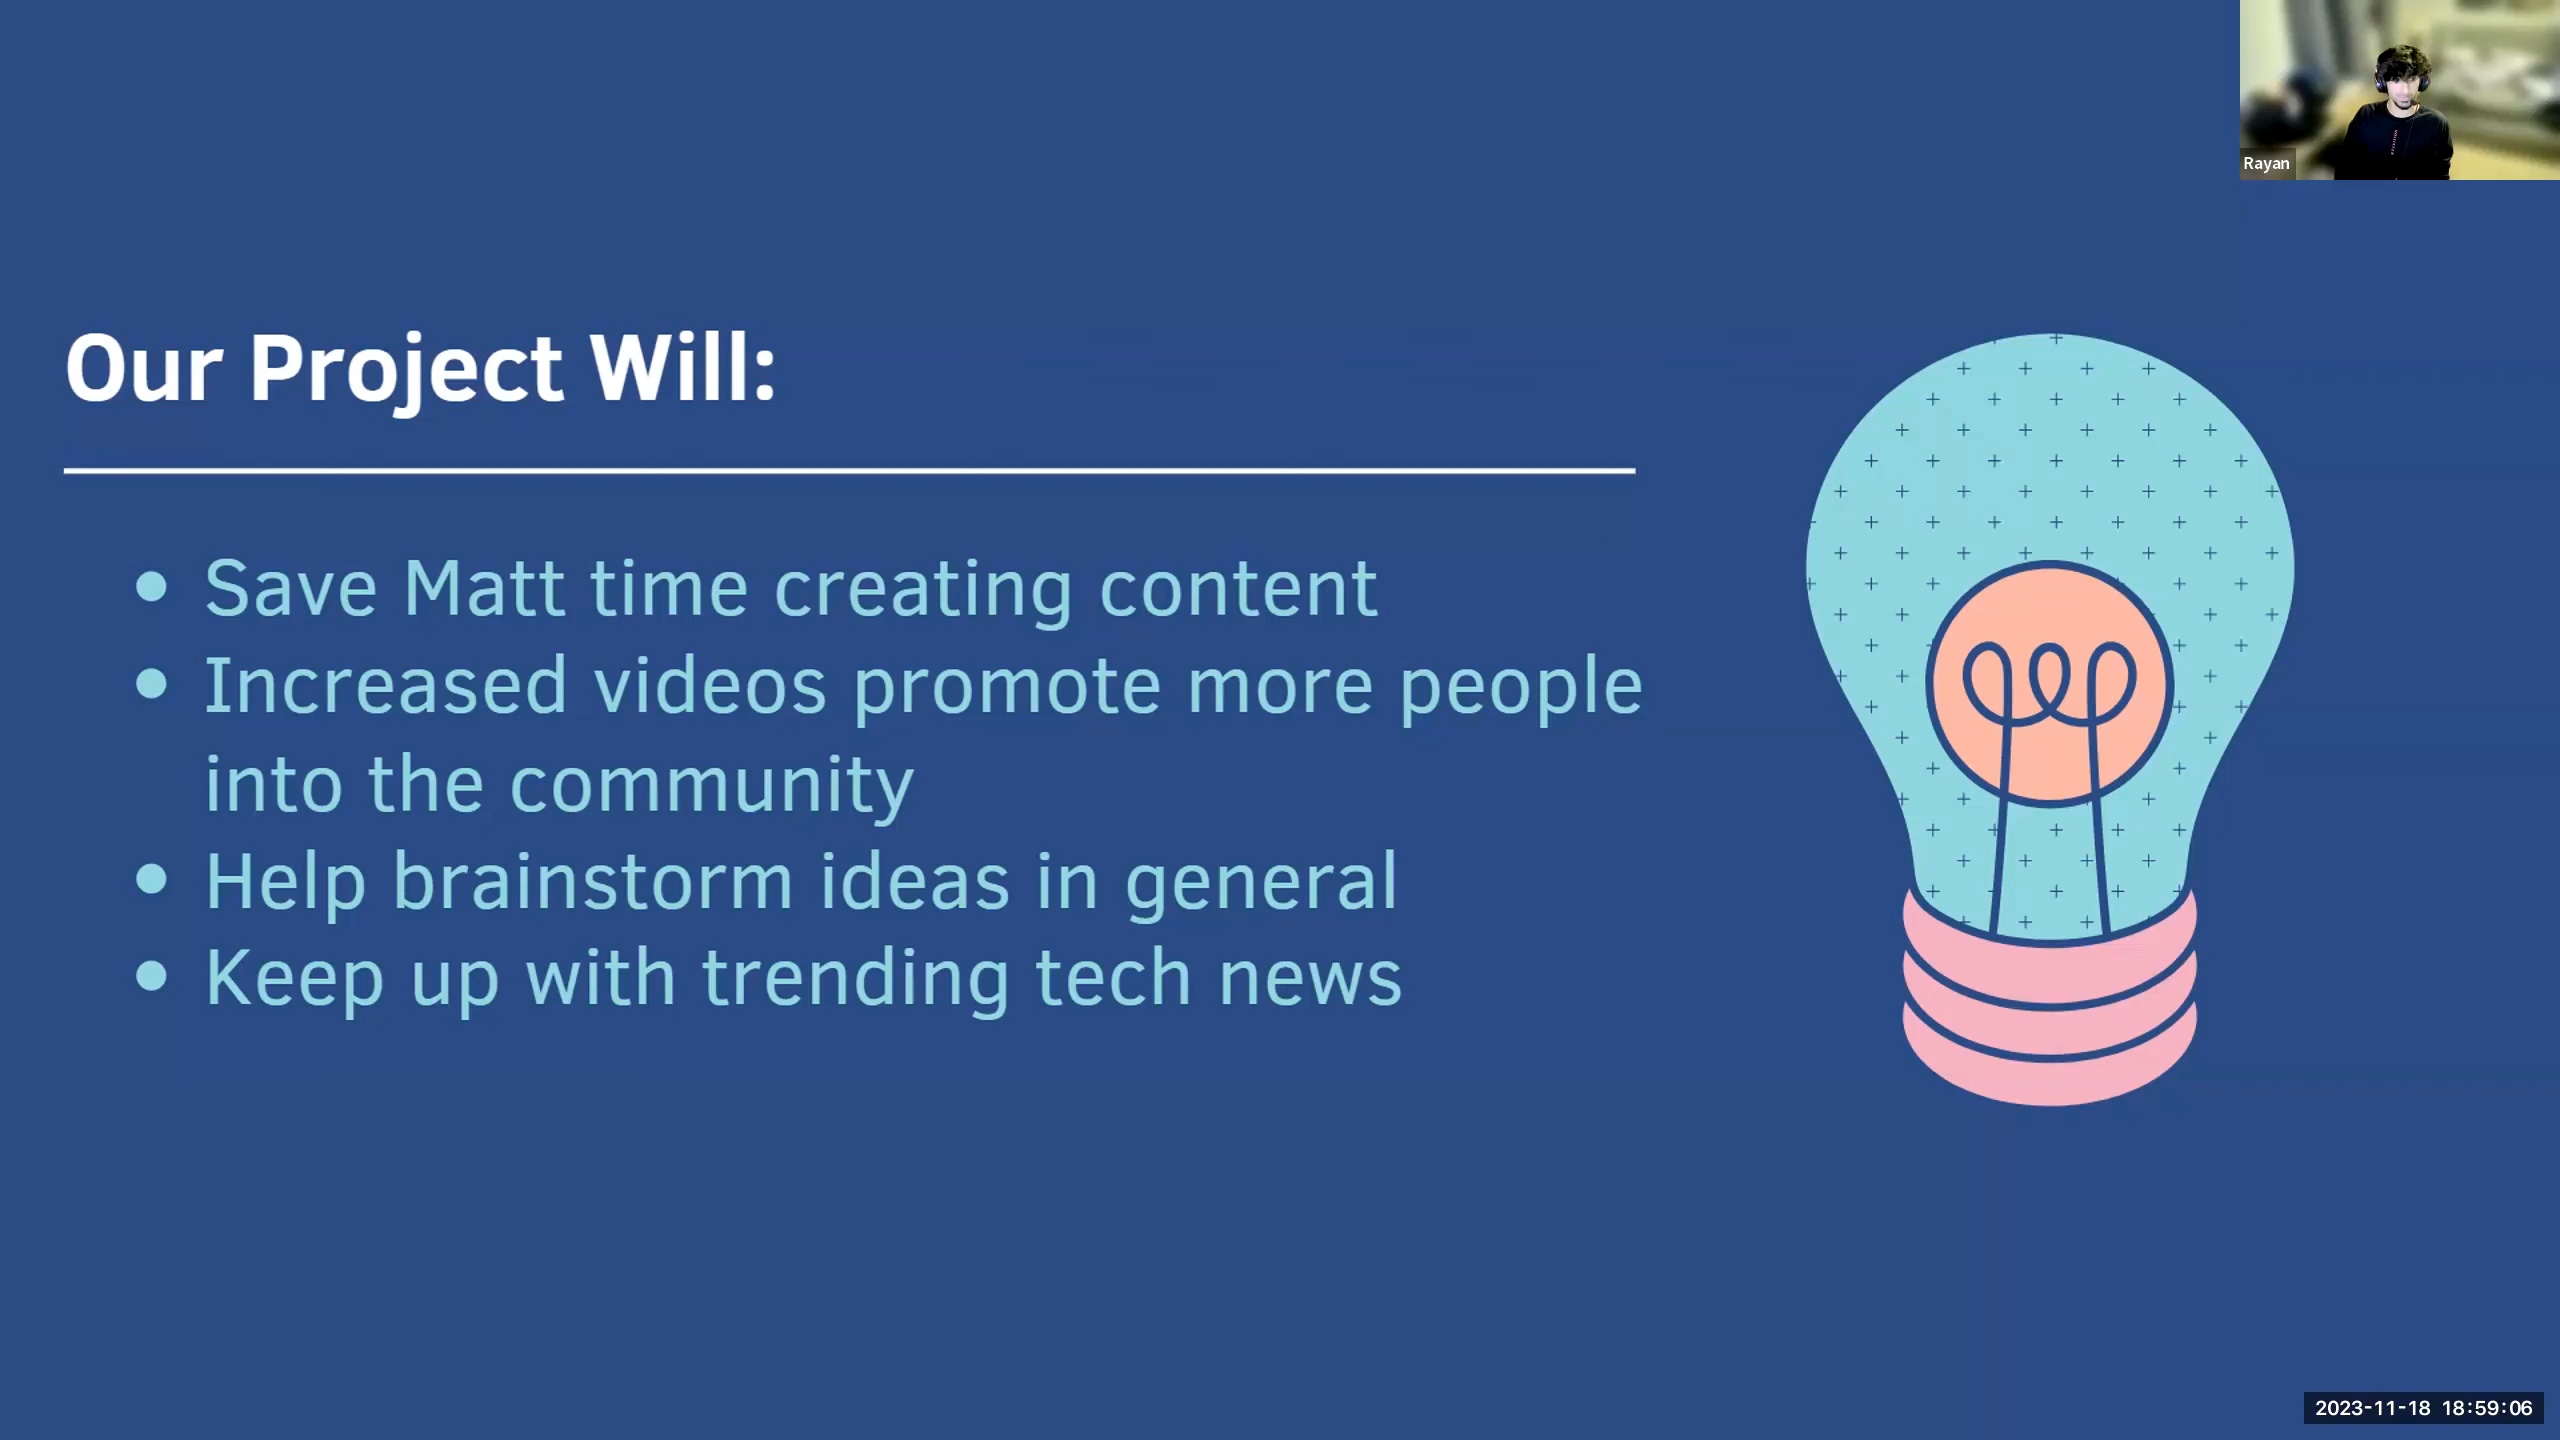 Rayan
Our Project Will:
• Save Matt time creating content
• Increased videos promote more people
into the community
• Help brainstorm ideas in general
• Keep up with trending tech news
2023-11-18 18:59:06